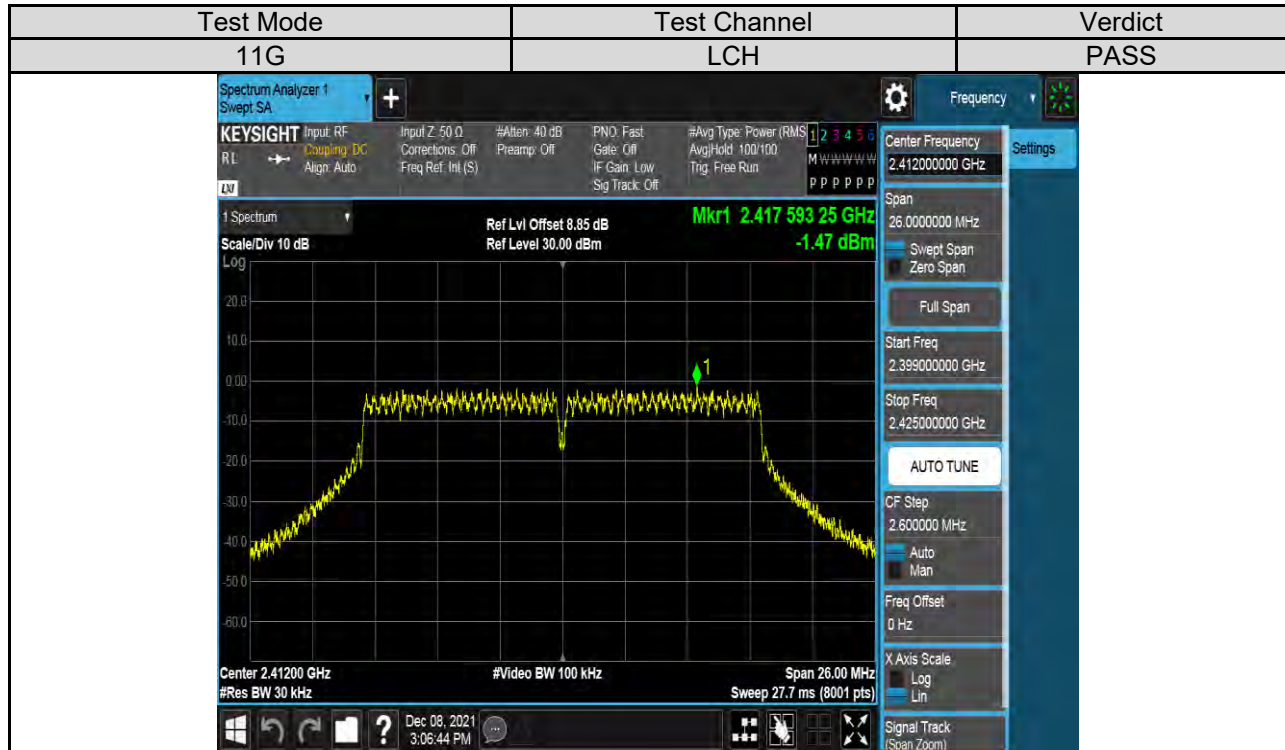 Test Mode Test Channel Verdict
11G LCH PASS
Spectrum Analyzer 1
Swept SA
+
Frequency
KEYSIGHT Input: RF Input Z: 50 Ω #Atten: 40 dB PNO: Fast #Avg Type: Power (RMS 1 2 3 4 5 6
RL Coupling: DC Corrections: Off Preamp: Off Gate: Off Avg|Hold: 100/100 M W W W W W
Align: Auto Freq Ref: Int (S) IF Gain: Low Trig: Free Run
LXI Sig Track: Off P P P P P P
1 Spectrum Ref Lvl Offset 8.85 dB Mkr1 2.417 593 25 GHz
Scale/Div 10 dB Ref Level 30.00 dBm -1.47 dBm
Log
20.0
10.0
0.00
-10.0
-20.0
-30.0
-40.0
-50.0
-60.0
1
Center 2.41200 GHz #Video BW 100 kHz Span 26.00 MHz
#Res BW 30 kHz Sweep 27.7 ms (8001 pts)
? Dec 08, 2021
3:06:44 PM
Center Frequency
2.412000000 GHz
Settings
Span
26.0000000 MHz
Swept Span
Zero Span
Full Span
Start Freq
2.399000000 GHz
Stop Freq
2.425000000 GHz
AUTO TUNE
CF Step
2.600000 MHz
Auto
Man
Freq Offset
0 Hz
X Axis Scale
Log
Lin
Signal Track
(Span Zoom)